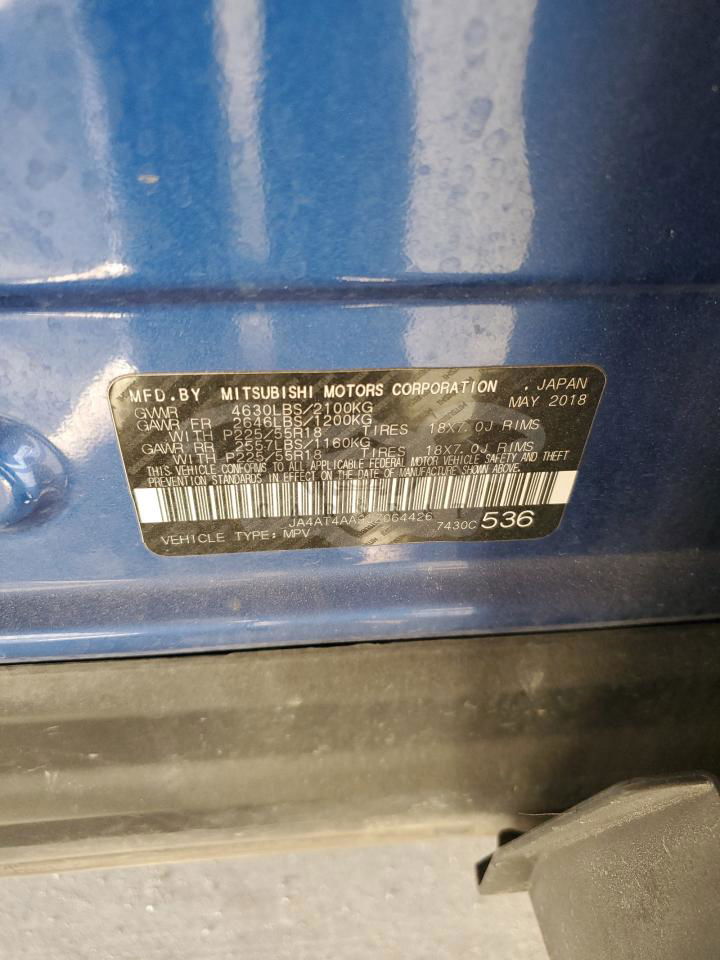 MFD.BY MITSUBISHI MOTORS CORPORATION , JAPAN
GVWR 4630LBS/2100KG MAY 2018
GAWR FR 2646LBS/1200KG
WITH P225/55R18 TIRES 18X7.0J RIMS
GAWR RR 2557LBS/1160KG
WITH P225/55R18 TIRES 18X7.0J RIMS
THIS VEHICLE CONFORMS TO ALL APPLICABLE FEDERAL MOTOR VEHICLE SAFETY AND THEFT
PREVENTION STANDARDS IN EFFECT ON THE DATE OF MANUFACTURE SHOWN ABOVE.
7430C 536
VEHICLE TYPE: MPV